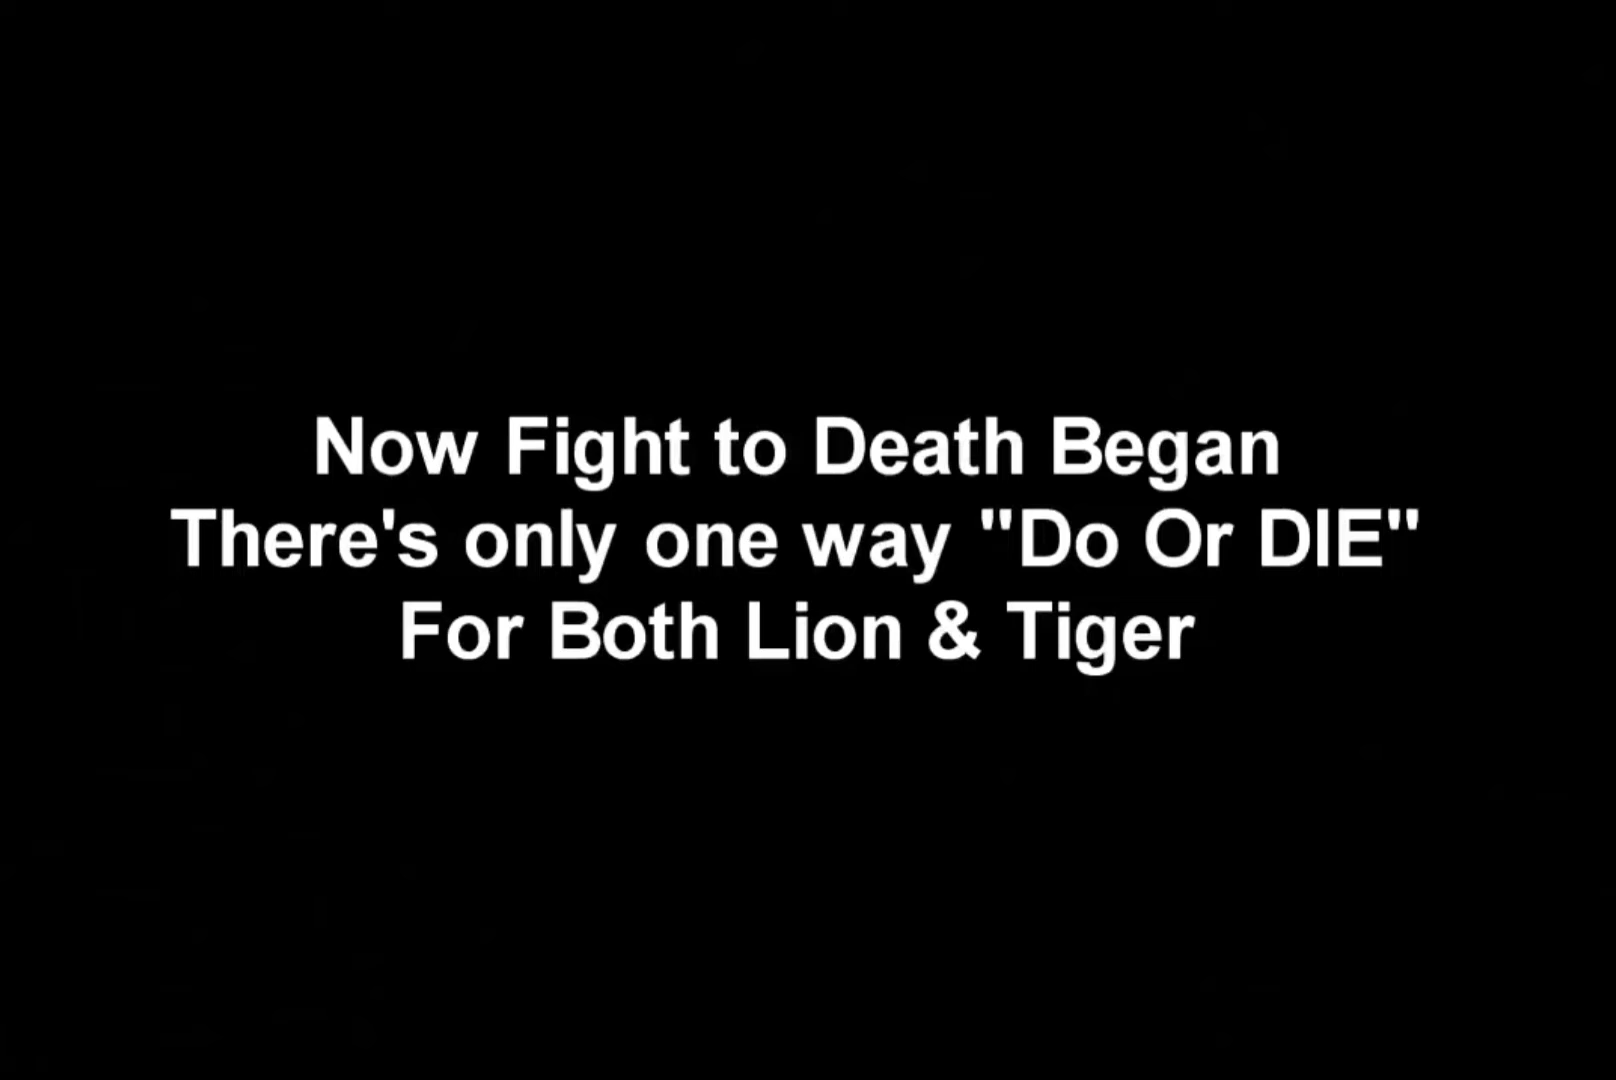 Now Fight to Death Began
There's only one way "Do Or DIE"
For Both Lion & Tiger